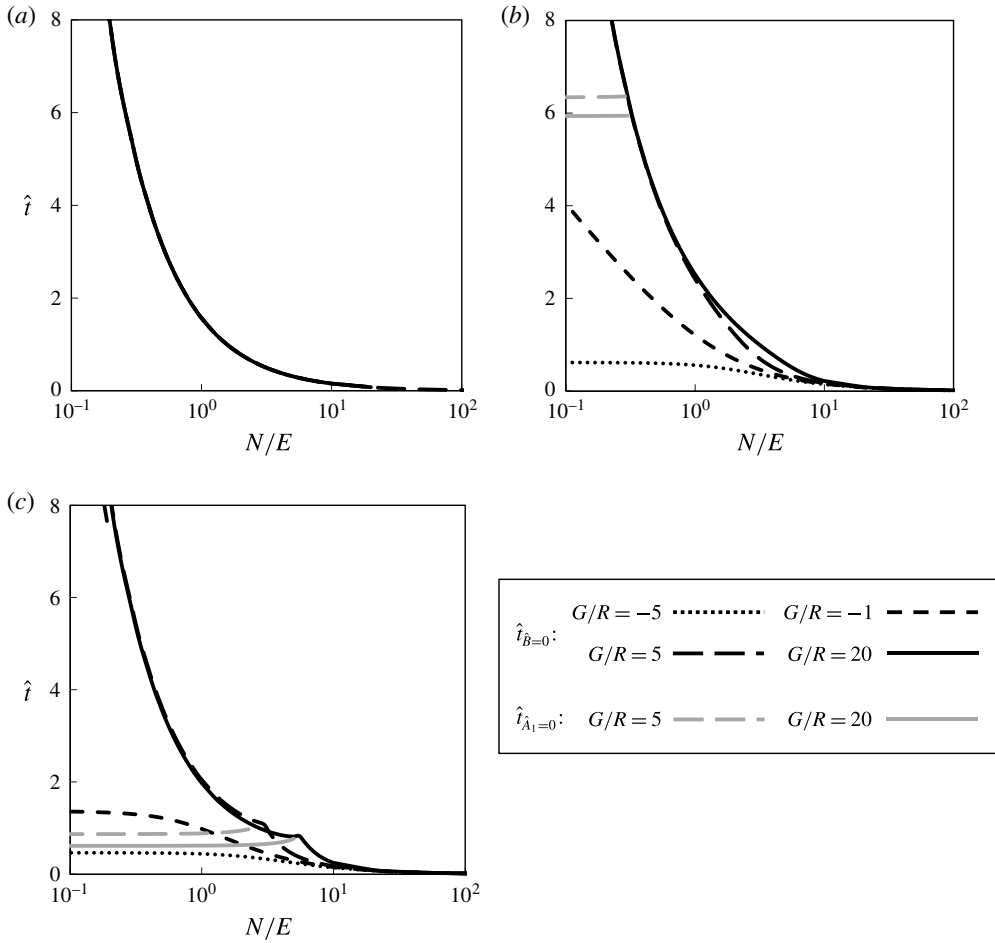 (a)
8
6
4
2
0
t̂
10⁻¹ 10⁰ 10¹ 10²
N/E
(b)
8
6
4
2
0
10⁻¹ 10⁰ 10¹ 10²
N/E
(c)
8
6
4
2
0
t̂
10⁻¹ 10⁰ 10¹ 10²
N/E
G/R = −5 G/R = −1
t̂_{B̂=0}:
G/R = 5 G/R = 20
t̂_{Â₁=0}: G/R = 5 G/R = 20